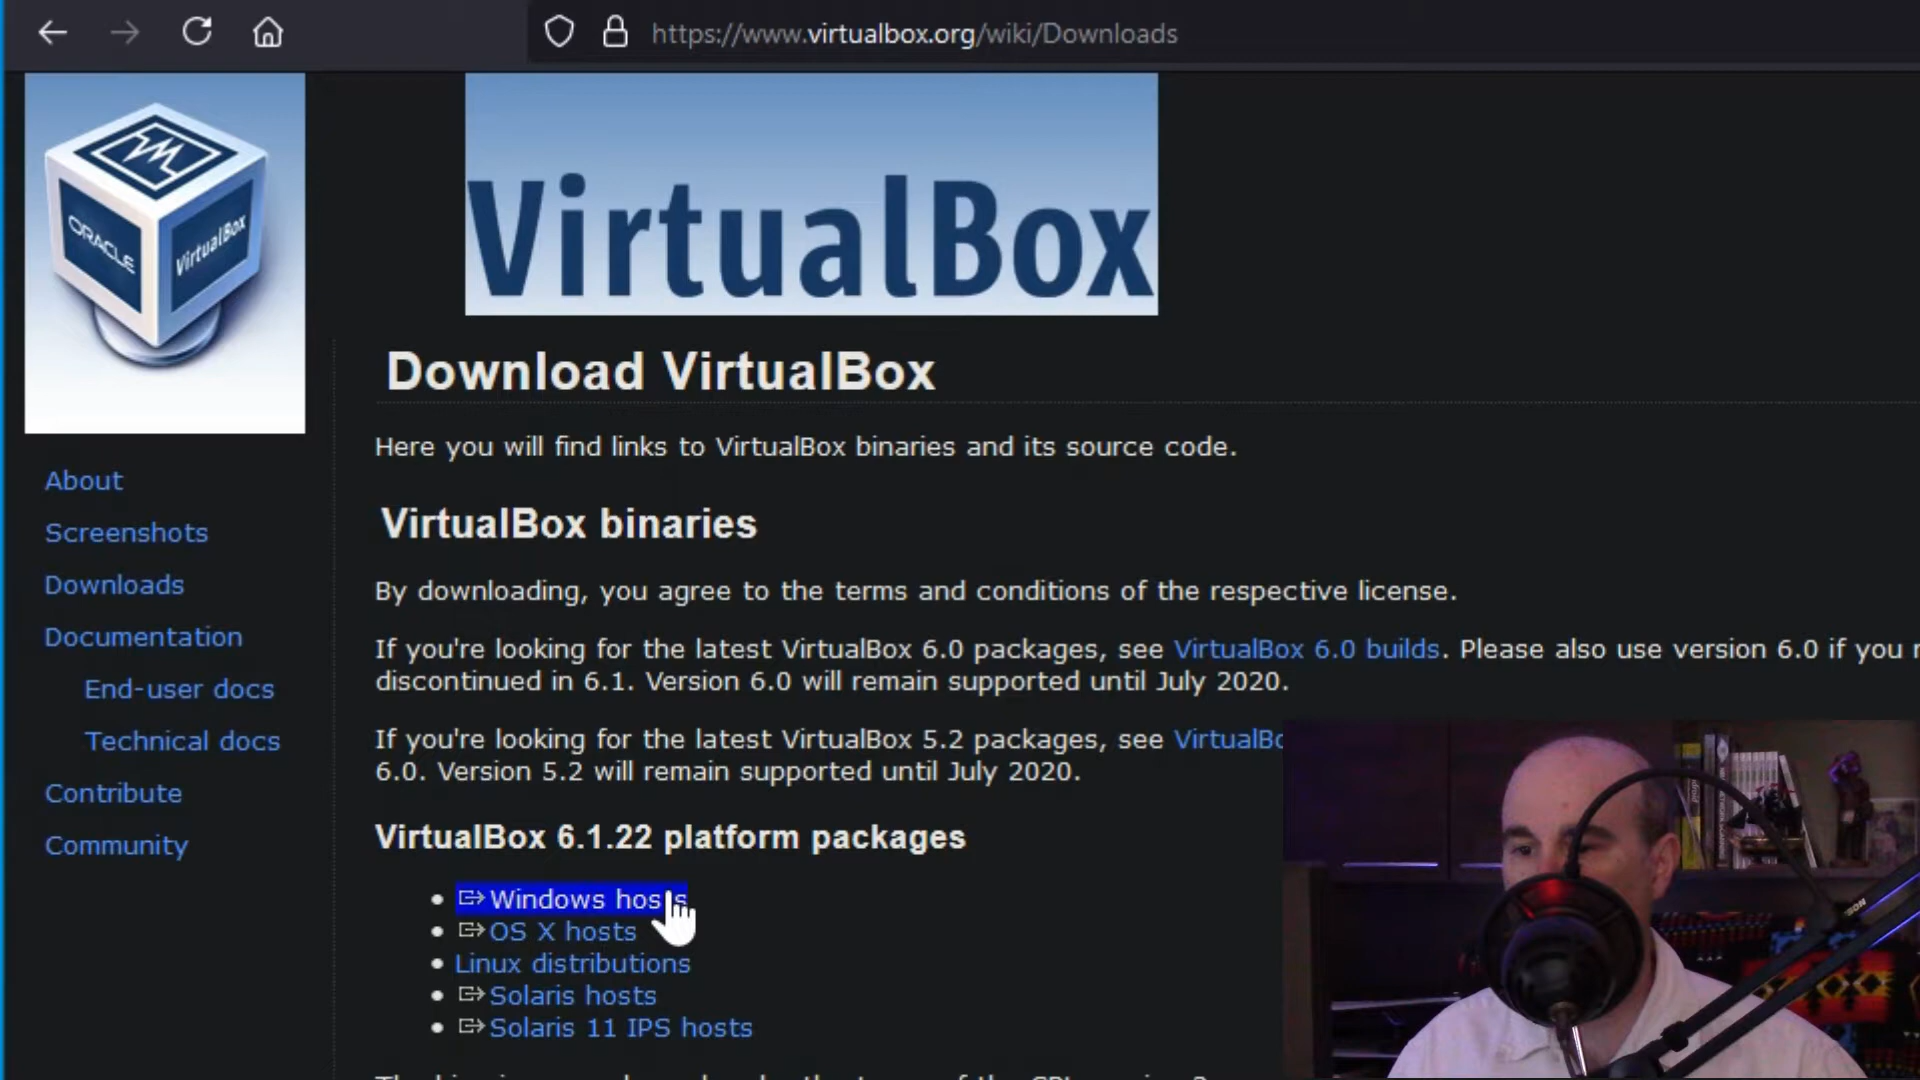 https://www.virtualbox.org/wiki/Downloads
ORACLE
VirtualBox
VirtualBox
Download VirtualBox
Here you will find links to VirtualBox binaries and its source code.
VirtualBox binaries
By downloading, you agree to the terms and conditions of the respective license.
If you're looking for the latest VirtualBox 6.0 packages, see VirtualBox 6.0 builds. Please also use version 6.0 if you
discontinued in 6.1. Version 6.0 will remain supported until July 2020.
If you're looking for the latest VirtualBox 5.2 packages, see
6.0. Version 5.2 will remain supported until July 2020.
VirtualBox 6.1.22 platform packages
Windows hosts
OS X hosts
Linux distributions
Solaris hosts
Solaris 11 IPS hosts
About
Screenshots
Downloads
Documentation
End-user docs
Technical docs
Contribute
Community